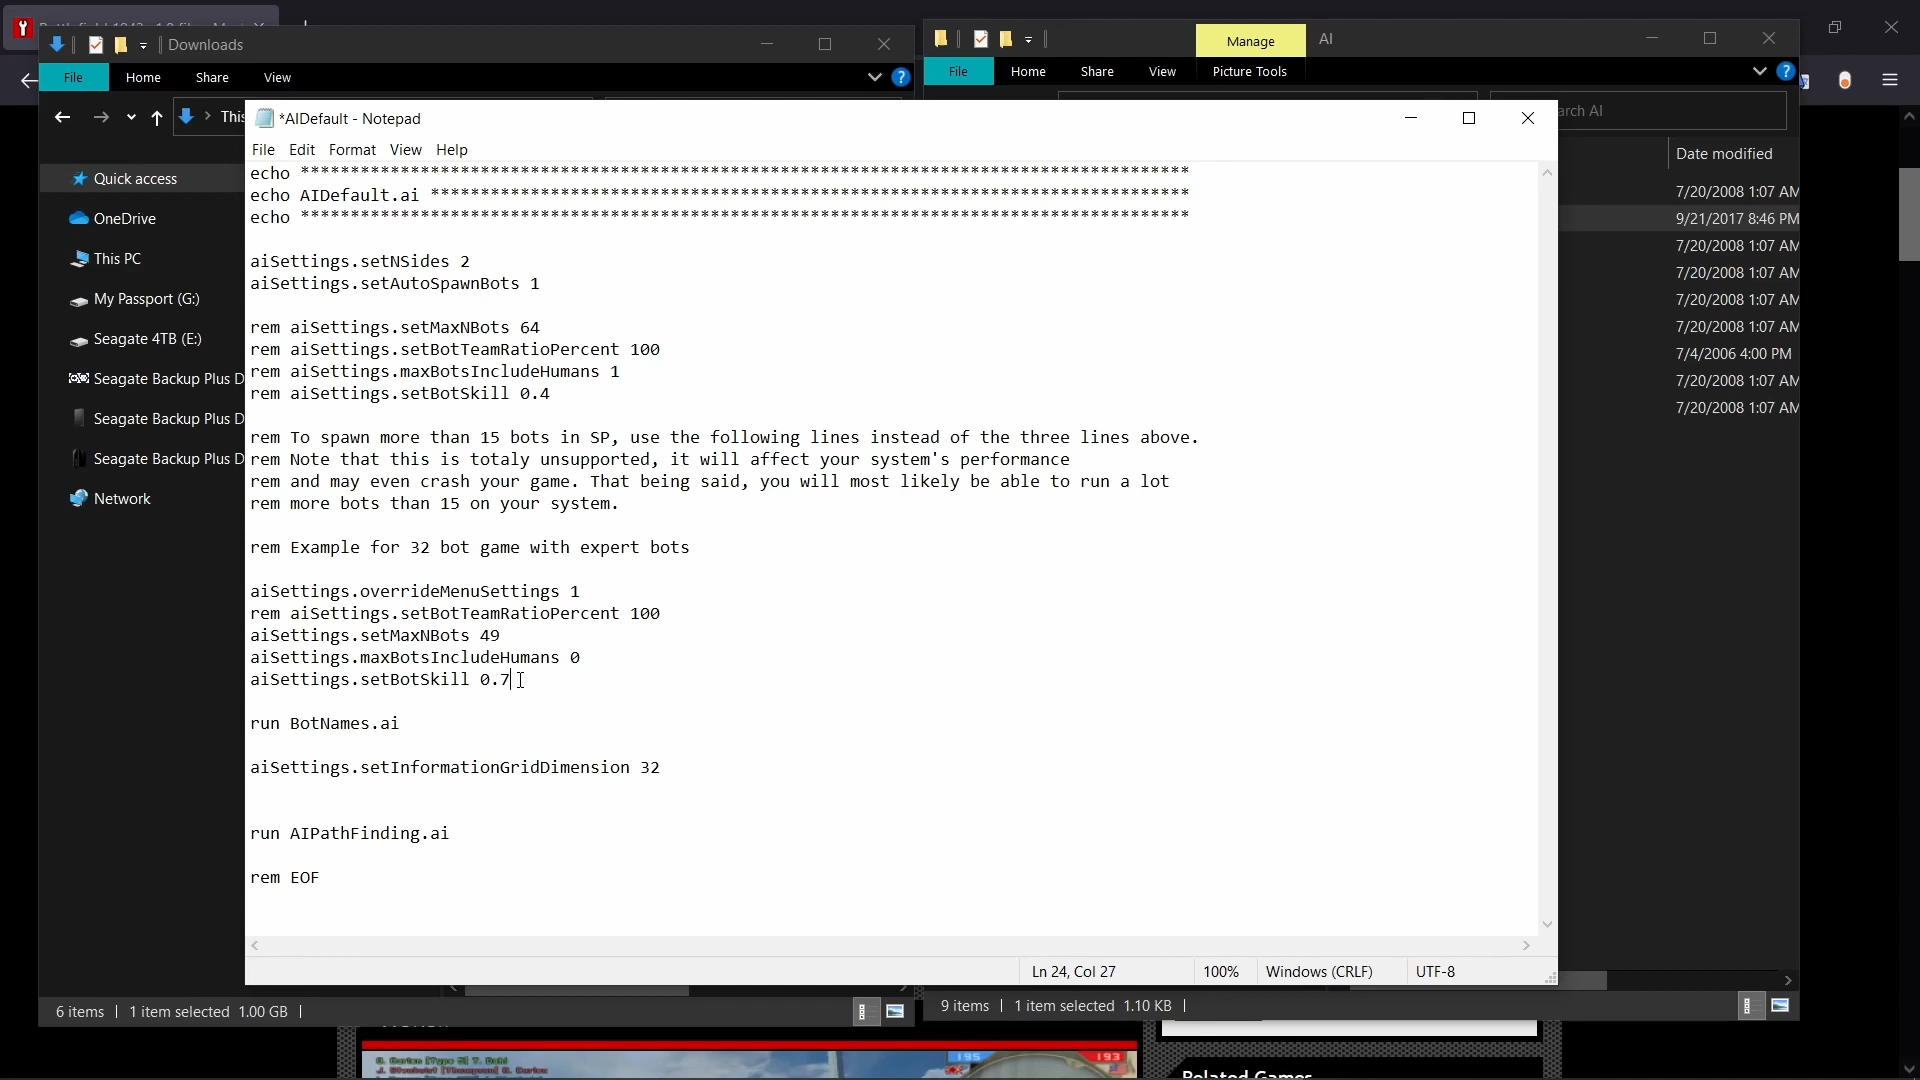 Downloads
File Home Share View
This
Manage AI
File Home Share View Picture Tools
arch AI
Date modified
7/20/2008 1:07 AM
9/21/2017 8:46 PM
7/20/2008 1:07 AM
7/20/2008 1:07 AM
7/20/2008 1:07 AM
7/20/2008 1:07 AM
7/4/2006 4:00 PM
7/20/2008 1:07 AM
7/20/2008 1:07 AM
Quick access
OneDrive
This PC
My Passport (G:)
Seagate 4TB (E:)
Seagate Backup Plus D
Seagate Backup Plus D
Seagate Backup Plus D
Network
*AIDefault - Notepad
File Edit Format View Help
echo *****************************************************************************************
echo AIDefault.ai ****************************************************************************
echo *****************************************************************************************
aiSettings.setNSides 2
aiSettings.setAutoSpawnBots 1
rem aiSettings.setMaxNBots 64
rem aiSettings.setBotTeamRatioPercent 100
rem aiSettings.maxBotsIncludeHumans 1
rem aiSettings.setBotSkill 0.4
rem To spawn more than 15 bots in SP, use the following lines instead of the three lines above.
rem Note that this is totaly unsupported, it will affect your system's performance
rem and may even crash your game. That being said, you will most likely be able to run a lot
rem more bots than 15 on your system.
rem Example for 32 bot game with expert bots
aiSettings.overrideMenuSettings 1
rem aiSettings.setBotTeamRatioPercent 100
aiSettings.setMaxNBots 49
aiSettings.maxBotsIncludeHumans 0
aiSettings.setBotSkill 0.7
run BotNames.ai
aiSettings.setInformationGridDimension 32
run AIPathFinding.ai
rem EOF
Ln 24, Col 27 100% Windows (CRLF) UTF-8
6 items 1 item selected 1.00 GB
9 items 1 item selected 1.10 KB
195 193
Related Games